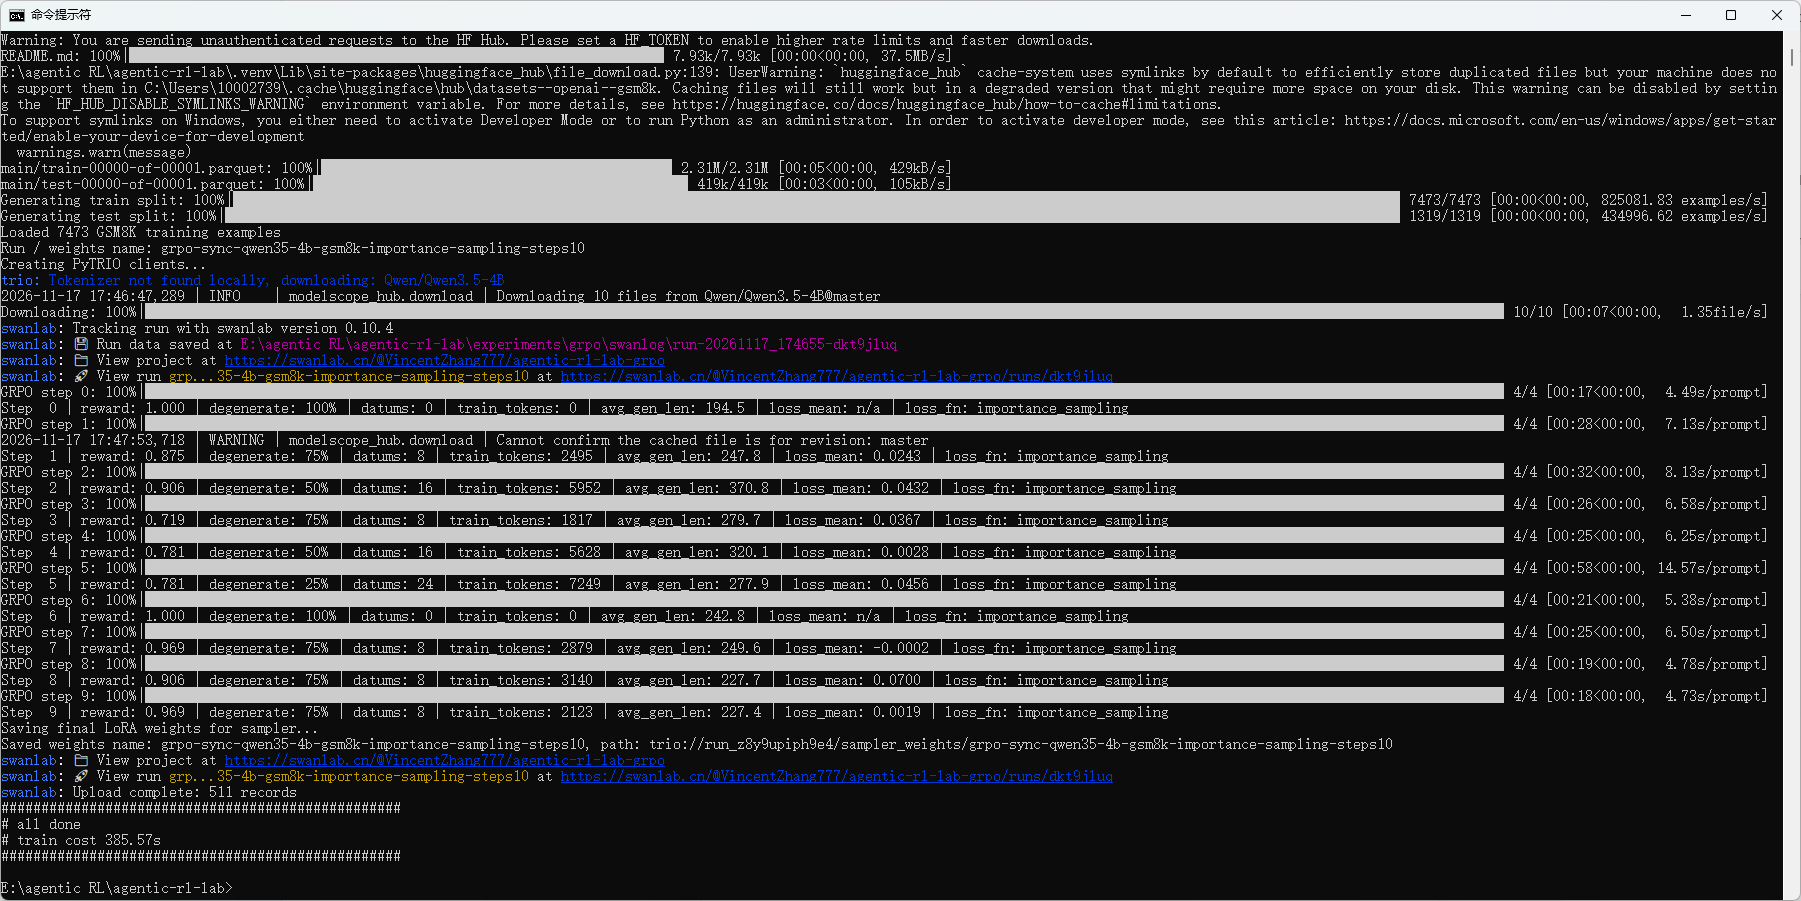 命令提示符
Warning: You are sending unauthenticated requests to the HF Hub. Please set a HF_TOKEN to enable higher rate limits and faster downloads.
README.md: 100%| 7.93k/7.93k [00:00<00:00, 37.5MB/s]
E:\agentic RL\agentic-rl-lab\.venv\Lib\site-packages\huggingface_hub\file_download.py:139: UserWarning: `huggingface_hub` cache-system uses symlinks by default to efficiently store duplicated files but your machine does no
t support them in C:\Users\10002739\.cache\huggingface\hub\datasets--openai--gsm8k. Caching files will still work but in a degraded version that might require more space on your disk. This warning can be disabled by settin
g the `HF_HUB_DISABLE_SYMLINKS_WARNING` environment variable. For more details, see https://huggingface.co/docs/huggingface_hub/how-to-cache#limitations.
To support symlinks on Windows, you either need to activate Developer Mode or to run Python as an administrator. In order to activate developer mode, see this article: https://docs.microsoft.com/en-us/windows/apps/get-star
ted/enable-your-device-for-development
  warnings.warn(message)
main/train-00000-of-00001.parquet: 100%| 2.31M/2.31M [00:05<00:00, 429kB/s]
main/test-00000-of-00001.parquet: 100%| 419k/419k [00:03<00:00, 105kB/s]
Generating train split: 100%| 7473/7473 [00:00<00:00, 825081.83 examples/s]
Generating test split: 100%| 1319/1319 [00:00<00:00, 434996.62 examples/s]
Loaded 7473 GSM8K training examples
Run / weights name: grpo-sync-qwen35-4b-gsm8k-importance-sampling-steps10
Creating PyTRIO clients...
trio: Tokenizer not found locally, downloading: Qwen/Qwen3.5-4B
2026-11-17 17:46:47,289 | INFO    | modelscope_hub.download | Downloading 10 files from Qwen/Qwen3.5-4B@master
Downloading: 100%| 10/10 [00:07<00:00, 1.35file/s]
swanlab: Tracking run with swanlab version 0.10.4
swanlab: 💾 Run data saved at E:\agentic RL\agentic-rl-lab\experiments\grpo\swanlog\run-20261117_174655-dkt9jluq
swanlab: 📁 View project at https://swanlab.cn/@VincentZhang777/agentic-rl-lab-grpo
swanlab: 🚀 View run grp...35-4b-gsm8k-importance-sampling-steps10 at https://swanlab.cn/@VincentZhang777/agentic-rl-lab-grpo/runs/dkt9jluq
GRPO step 0: 100%| 4/4 [00:17<00:00, 4.49s/prompt]
Step  0 | reward: 1.000 | degenerate: 100% | datums: 0 | train_tokens: 0 | avg_gen_len: 194.5 | loss_mean: n/a | loss_fn: importance_sampling
GRPO step 1: 100%| 4/4 [00:28<00:00, 7.13s/prompt]
2026-11-17 17:47:53,718 | WARNING | modelscope_hub.download | Cannot confirm the cached file is for revision: master
Step  1 | reward: 0.875 | degenerate: 75% | datums: 8 | train_tokens: 2495 | avg_gen_len: 247.8 | loss_mean: 0.0243 | loss_fn: importance_sampling
GRPO step 2: 100%| 4/4 [00:32<00:00, 8.13s/prompt]
Step  2 | reward: 0.906 | degenerate: 50% | datums: 16 | train_tokens: 5952 | avg_gen_len: 370.8 | loss_mean: 0.0432 | loss_fn: importance_sampling
GRPO step 3: 100%| 4/4 [00:26<00:00, 6.58s/prompt]
Step  3 | reward: 0.719 | degenerate: 75% | datums: 8 | train_tokens: 1817 | avg_gen_len: 279.7 | loss_mean: 0.0367 | loss_fn: importance_sampling
GRPO step 4: 100%| 4/4 [00:25<00:00, 6.25s/prompt]
Step  4 | reward: 0.781 | degenerate: 50% | datums: 16 | train_tokens: 5628 | avg_gen_len: 320.1 | loss_mean: 0.0028 | loss_fn: importance_sampling
GRPO step 5: 100%| 4/4 [00:58<00:00, 14.57s/prompt]
Step  5 | reward: 0.781 | degenerate: 25% | datums: 24 | train_tokens: 7249 | avg_gen_len: 277.9 | loss_mean: 0.0456 | loss_fn: importance_sampling
GRPO step 6: 100%| 4/4 [00:21<00:00, 5.38s/prompt]
Step  6 | reward: 1.000 | degenerate: 100% | datums: 0 | train_tokens: 0 | avg_gen_len: 242.8 | loss_mean: n/a | loss_fn: importance_sampling
GRPO step 7: 100%| 4/4 [00:25<00:00, 6.50s/prompt]
Step  7 | reward: 0.969 | degenerate: 75% | datums: 8 | train_tokens: 2879 | avg_gen_len: 249.6 | loss_mean: -0.0002 | loss_fn: importance_sampling
GRPO step 8: 100%| 4/4 [00:19<00:00, 4.78s/prompt]
Step  8 | reward: 0.906 | degenerate: 75% | datums: 8 | train_tokens: 3140 | avg_gen_len: 227.7 | loss_mean: 0.0700 | loss_fn: importance_sampling
GRPO step 9: 100%| 4/4 [00:18<00:00, 4.73s/prompt]
Step  9 | reward: 0.969 | degenerate: 75% | datums: 8 | train_tokens: 2123 | avg_gen_len: 227.4 | loss_mean: 0.0019 | loss_fn: importance_sampling
Saving final LoRA weights for sampler...
Saved weights name: grpo-sync-qwen35-4b-gsm8k-importance-sampling-steps10, path: trio://run_z8y9upiph9e4/sampler_weights/grpo-sync-qwen35-4b-gsm8k-importance-sampling-steps10
swanlab: 📁 View project at https://swanlab.cn/@VincentZhang777/agentic-rl-lab-grpo
swanlab: 🚀 View run grp...35-4b-gsm8k-importance-sampling-steps10 at https://swanlab.cn/@VincentZhang777/agentic-rl-lab-grpo/runs/dkt9jluq
swanlab: Upload complete: 511 records
##################################################
# all done
# train cost 385.57s
##################################################
E:\agentic RL\agentic-rl-lab>